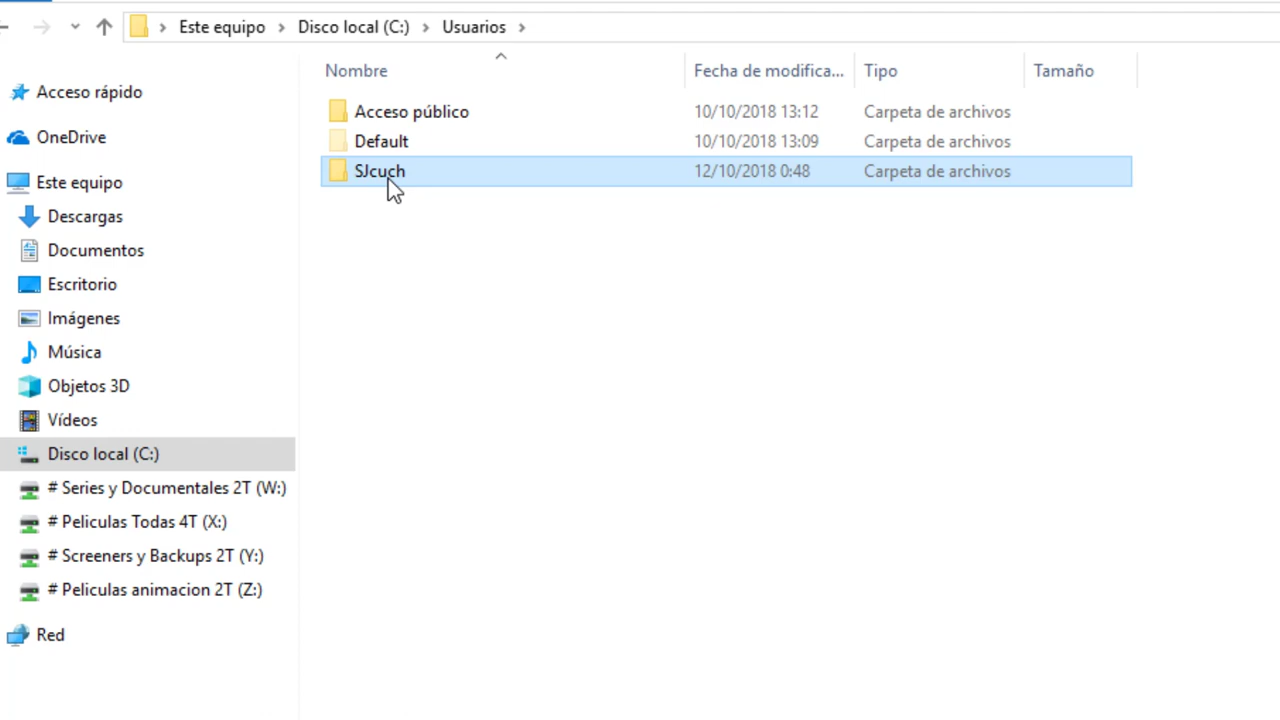 Este equipo > Disco local (C:) > Usuarios >
Nombre Fecha de modifica... Tipo Tamaño
Acceso público 10/10/2018 13:12 Carpeta de archivos
Default 10/10/2018 13:09 Carpeta de archivos
SJcuch 12/10/2018 0:48 Carpeta de archivos
Acceso rápido
OneDrive
Este equipo
Descargas
Documentos
Escritorio
Imágenes
Música
Objetos 3D
Vídeos
Disco local (C:)
# Series y Documentales 2T (W:)
# Peliculas Todas 4T (X:)
# Screeners y Backups 2T (Y:)
# Peliculas animacion 2T (Z:)
Red